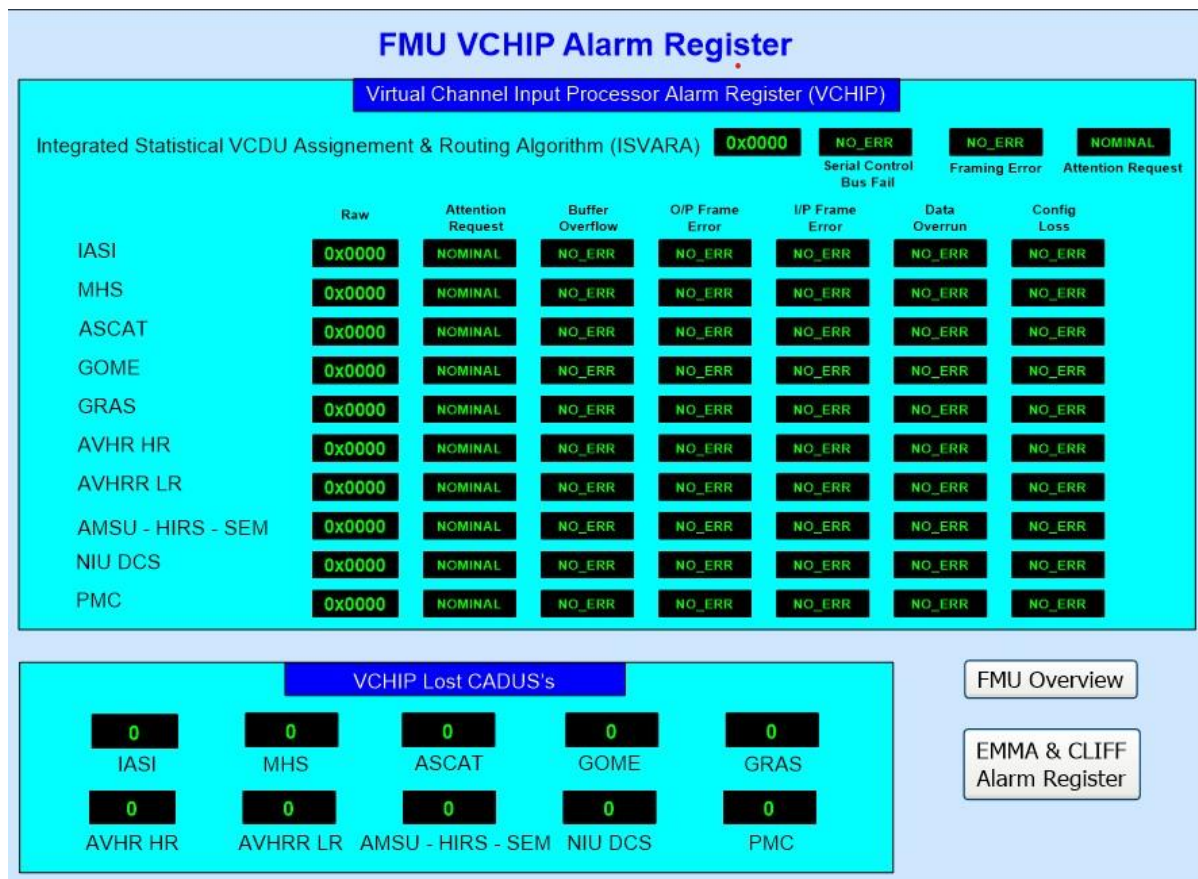 FMU VCHIP Alarm Register
Virtual Channel Input Processor Alarm Register (VCHIP)
Integrated Statistical VCDU Assignement & Routing Algorithm (ISVARA) 0x0000 NO_ERR NO_ERR NOMINAL
Serial Control Framing Error Attention Request
Bus Fail
Raw Attention Buffer O/P Frame I/P Frame Data Config
Request Overflow Error Error Overrun Loss
IASI 0x0000 NOMINAL NO_ERR NO_ERR NO_ERR NO_ERR NO_ERR
MHS 0x0000 NOMINAL NO_ERR NO_ERR NO_ERR NO_ERR NO_ERR
ASCAT 0x0000 NOMINAL NO_ERR NO_ERR NO_ERR NO_ERR NO_ERR
GOME 0x0000 NOMINAL NO_ERR NO_ERR NO_ERR NO_ERR NO_ERR
GRAS 0x0000 NOMINAL NO_ERR NO_ERR NO_ERR NO_ERR NO_ERR
AVHR HR 0x0000 NOMINAL NO_ERR NO_ERR NO_ERR NO_ERR NO_ERR
AVHRR LR 0x0000 NOMINAL NO_ERR NO_ERR NO_ERR NO_ERR NO_ERR
AMSU - HIRS - SEM 0x0000 NOMINAL NO_ERR NO_ERR NO_ERR NO_ERR NO_ERR
NIU DCS 0x0000 NOMINAL NO_ERR NO_ERR NO_ERR NO_ERR NO_ERR
PMC 0x0000 NOMINAL NO_ERR NO_ERR NO_ERR NO_ERR NO_ERR
VCHIP Lost CADUS's
0 0 0 0 0
IASI MHS ASCAT GOME GRAS
0 0 0 0 0
AVHR HR AVHRR LR AMSU - HIRS - SEM NIU DCS PMC
FMU Overview
EMMA & CLIFF
Alarm Register